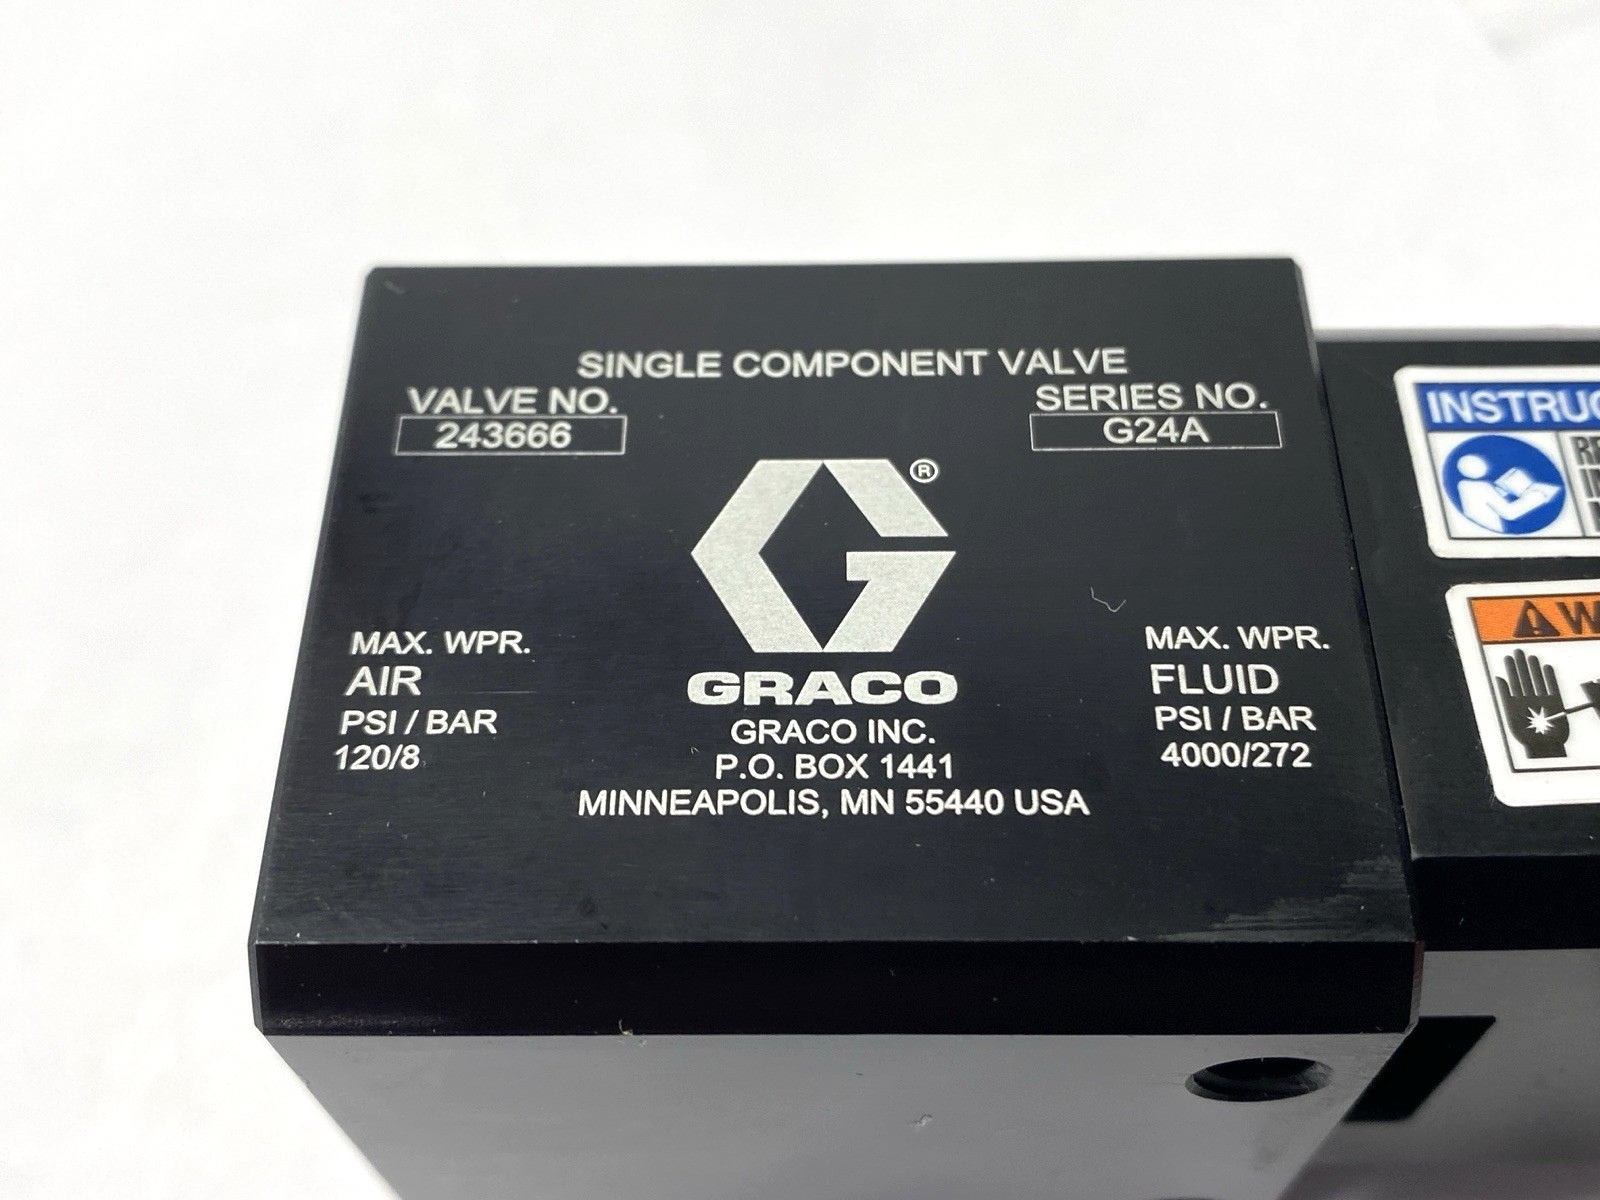 SINGLE COMPONENT VALVE
VALVE NO.
243666
SERIES NO.
G24A
®
MAX. WPR.
AIR
PSI / BAR
120/8
GRACO
GRACO INC.
P.O. BOX 1441
MINNEAPOLIS, MN 55440 USA
MAX. WPR.
FLUID
PSI / BAR
4000/272